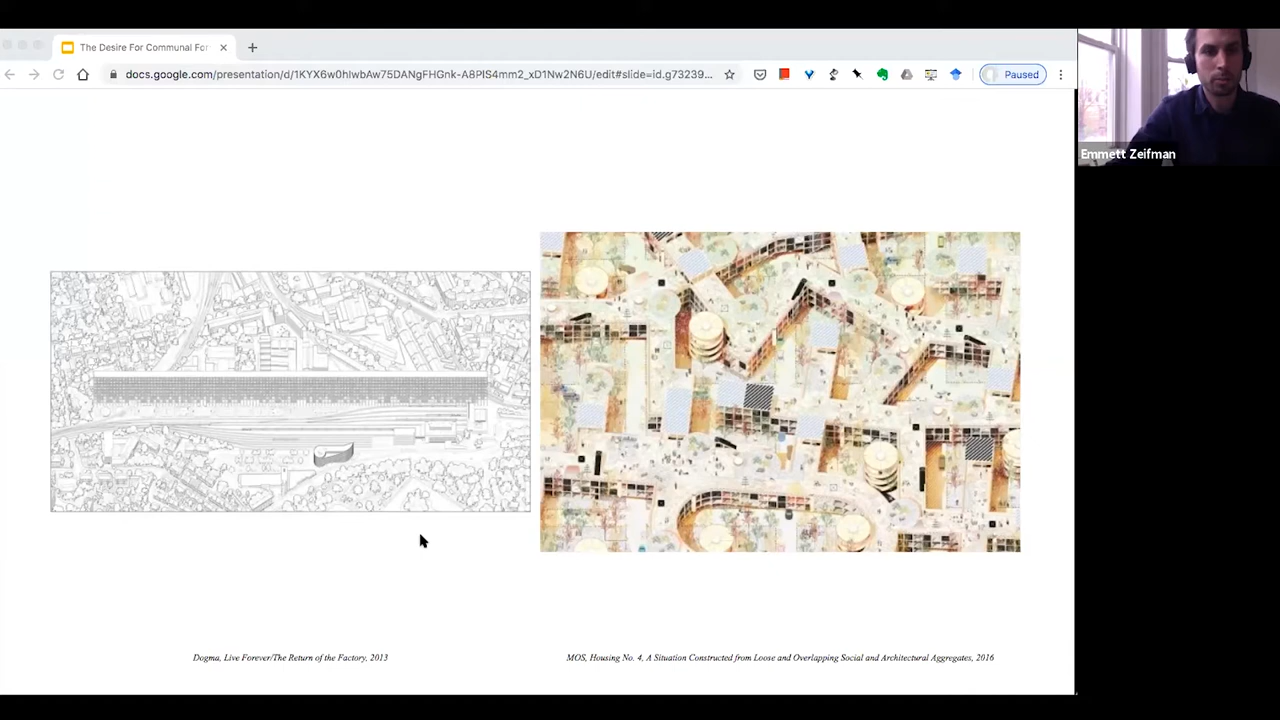 The Desire For Communal For
docs.google.com/presentation/d/1KYX6w0hIwbAw75DANgFHGnk-A8PIS4mm2_xD1Nw2N6U/edit#slide=id.g73239...
Paused
Emmett Zeifman
Dogma, Live Forever/The Return of the Factory, 2013
MOS, Housing No. 4, A Situation Constructed from Loose and Overlapping Social and Architectural Aggregates, 2016